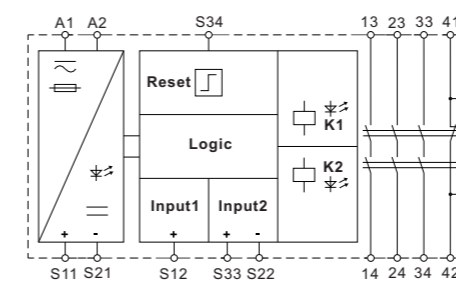 A1 A2 S34 13 23 33 41
Reset
K1
Logic
K2
Input1 Input2
+ - + + -
S11 S21 S12 S33 S22 14 24 34 42